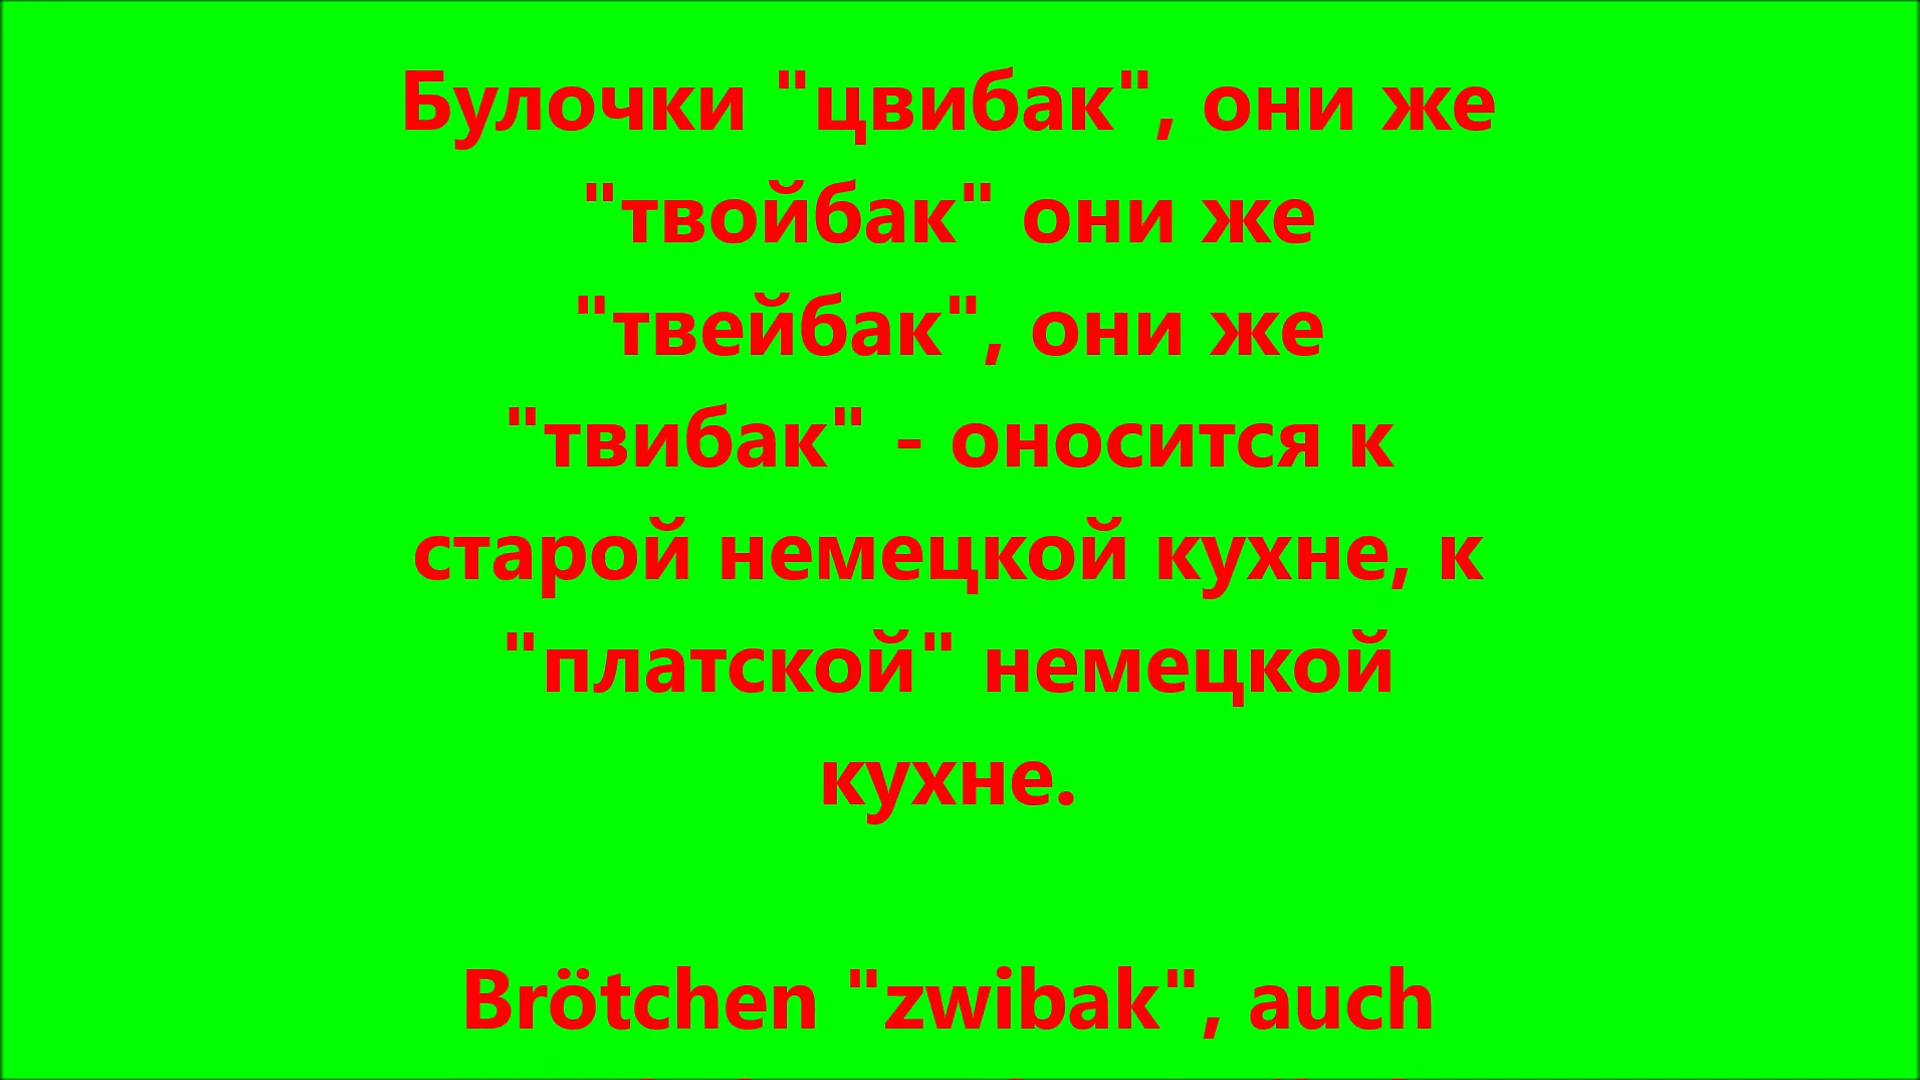 Булочки "цвибак", они же
"твойбак" они же
"твейбак", они же
"твибак" - оносится к
старой немецкой кухне, к
"платской" немецкой
кухне.
Brötchen "zwibak", auch